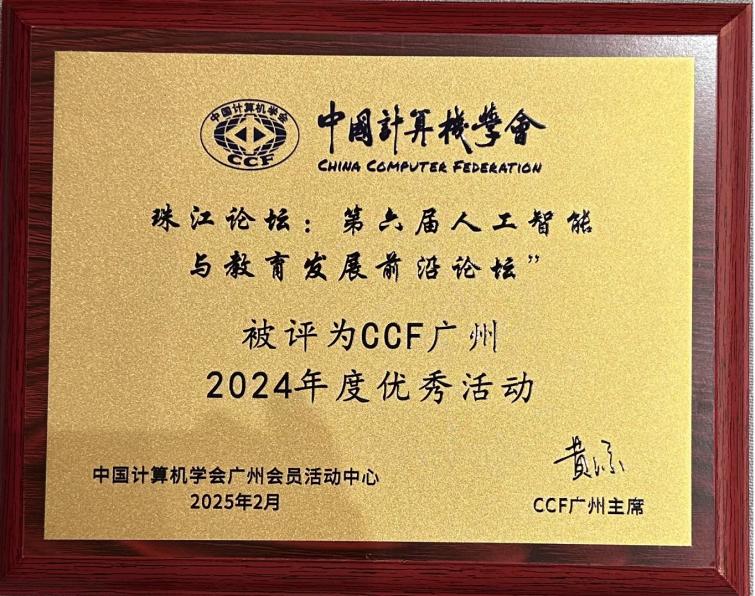 中国计算机学会
CCF
中國計算機學會
CHINA COMPUTER FEDERATION
珠江论坛：第六届人工智能
与教育发展前沿论坛”
被评为CCF广州
2024年度优秀活动
中国计算机学会广州会员活动中心
2025年2月
CCF广州主席